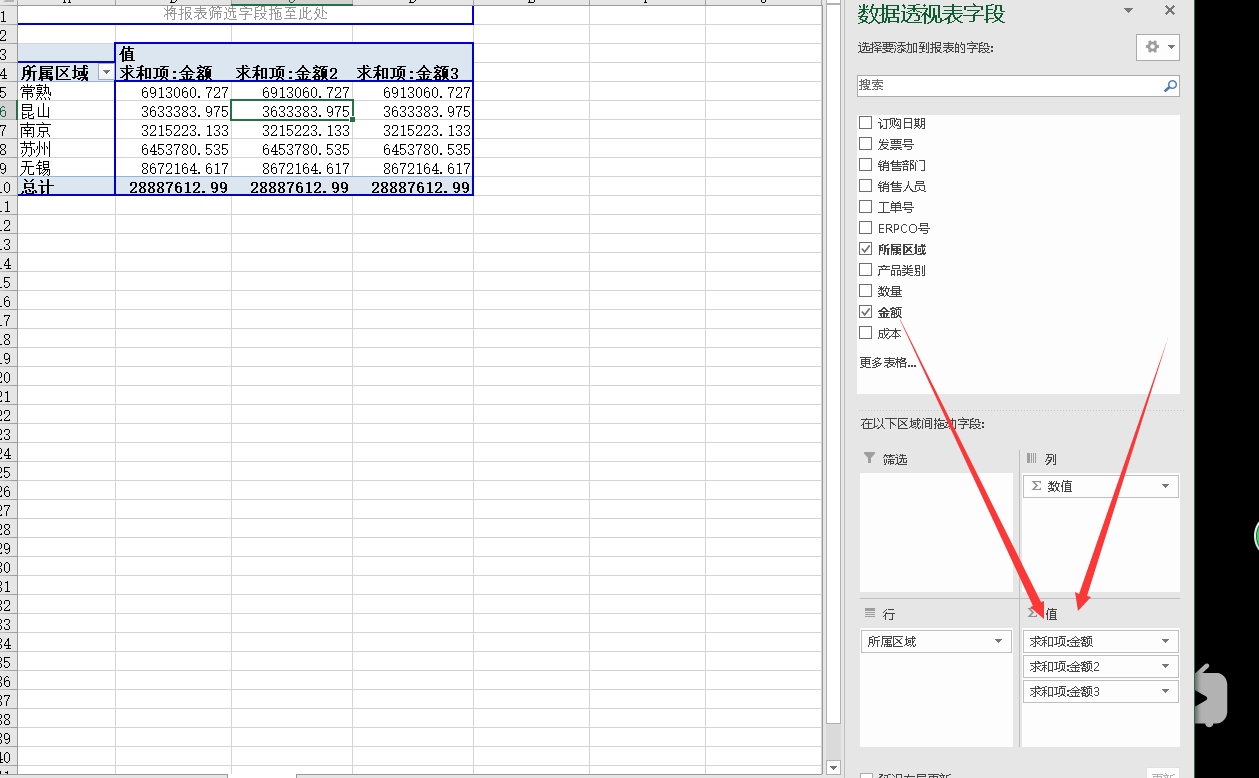 将报表筛选字段拖至此处
1
2
3 值
4 所属区域 求和项:金额 求和项:金额2 求和项:金额3
5 常熟 6913060.727 6913060.727 6913060.727
6 昆山 3633383.975 3633383.975 3633383.975
7 南京 3215223.133 3215223.133 3215223.133
8 苏州 6453780.535 6453780.535 6453780.535
9 无锡 8672164.617 8672164.617 8672164.617
10 总计 28887612.99 28887612.99 28887612.99
11
12
13
14
15
16
17
18
19
20
21
22
23
24
25
26
27
28
29
30
31
32
33
34
35
36
37
38
39
40
数据透视表字段
选择要添加到报表的字段:
搜索
订购日期
发票号
销售部门
销售人员
工单号
ERPCO号
所属区域
产品类别
数量
金额
成本
更多表格...
在以下区域间拖动字段:
筛选
列
Σ 数值
行
Σ 值
所属区域
求和项:金额
求和项:金额2
求和项:金额3